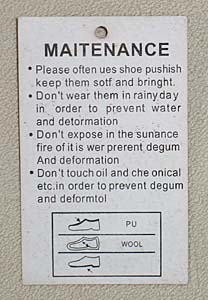 MAITENANCE
• Please often ues shoe pushish
keep them sotf and bringht.
• Don't wear them in rainyday
in order to prevent water
and detormation
• Don't expose in the sunance
fire of it is wer prerent degum
And deformation
• Don't touch oil and che onical
etc.in order to prevent degum
and deformtol
PU
WOOL